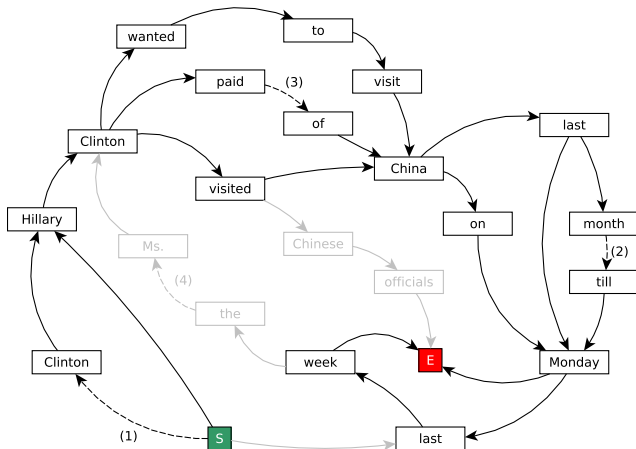 wanted
to
paid
(3)
visit
of
last
Clinton
China
visited
Hillary
on
month
Ms.
Chinese
(2)
(4)
officials
till
the
Clinton
week
E
Monday
(1)
S
last